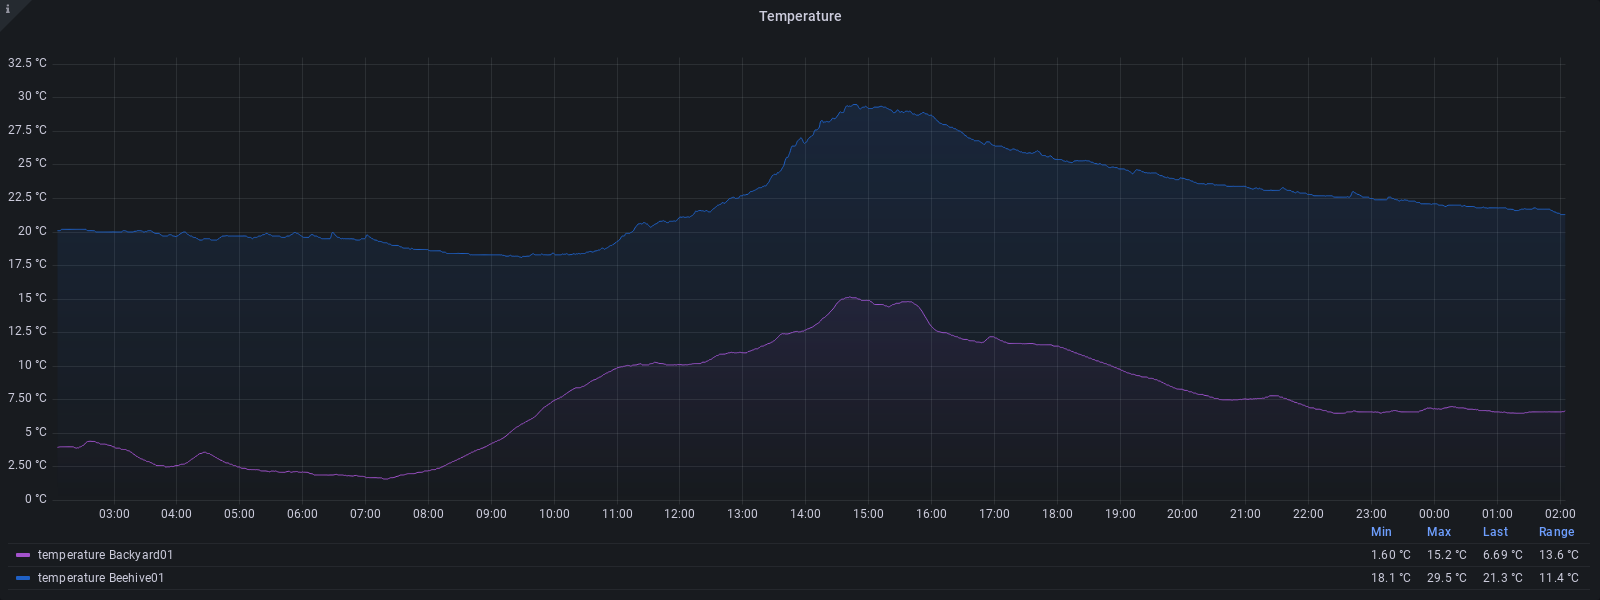 i
Temperature
32.5 °C
30 °C
27.5 °C
25 °C
22.5 °C
20 °C
17.5 °C
15 °C
12.5 °C
10 °C
7.50 °C
5 °C
2.50 °C
0 °C
03:00 04:00 05:00 06:00 07:00 08:00 09:00 10:00 11:00 12:00 13:00 14:00 15:00 16:00 17:00 18:00 19:00 20:00 21:00 22:00 23:00 00:00 01:00 02:00
Min Max Last Range
temperature Backyard01 1.60 °C 15.2 °C 6.69 °C 13.6 °C
temperature Beehive01 18.1 °C 29.5 °C 21.3 °C 11.4 °C